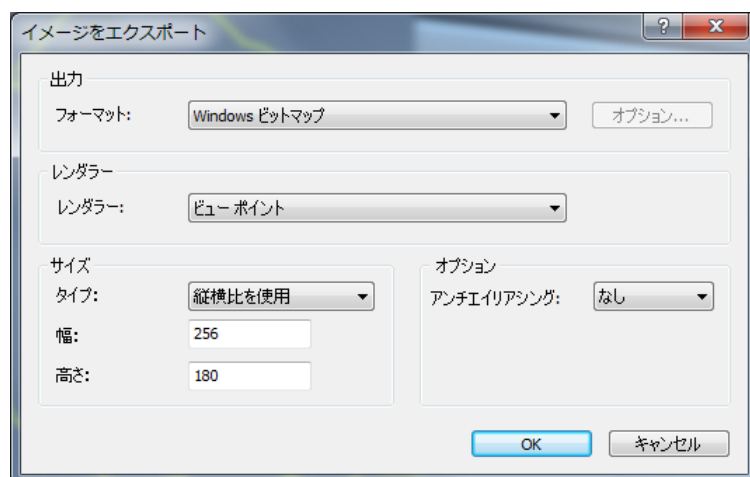 イメージをエクスポート
出力
フォーマット: Windows ビットマップ オプション...
レンダラー
レンダラー: ビュー ポイント
サイズ
タイプ: 縦横比を使用
幅: 256
高さ: 180
オプション
アンチエイリアシング: なし
OK キャンセル